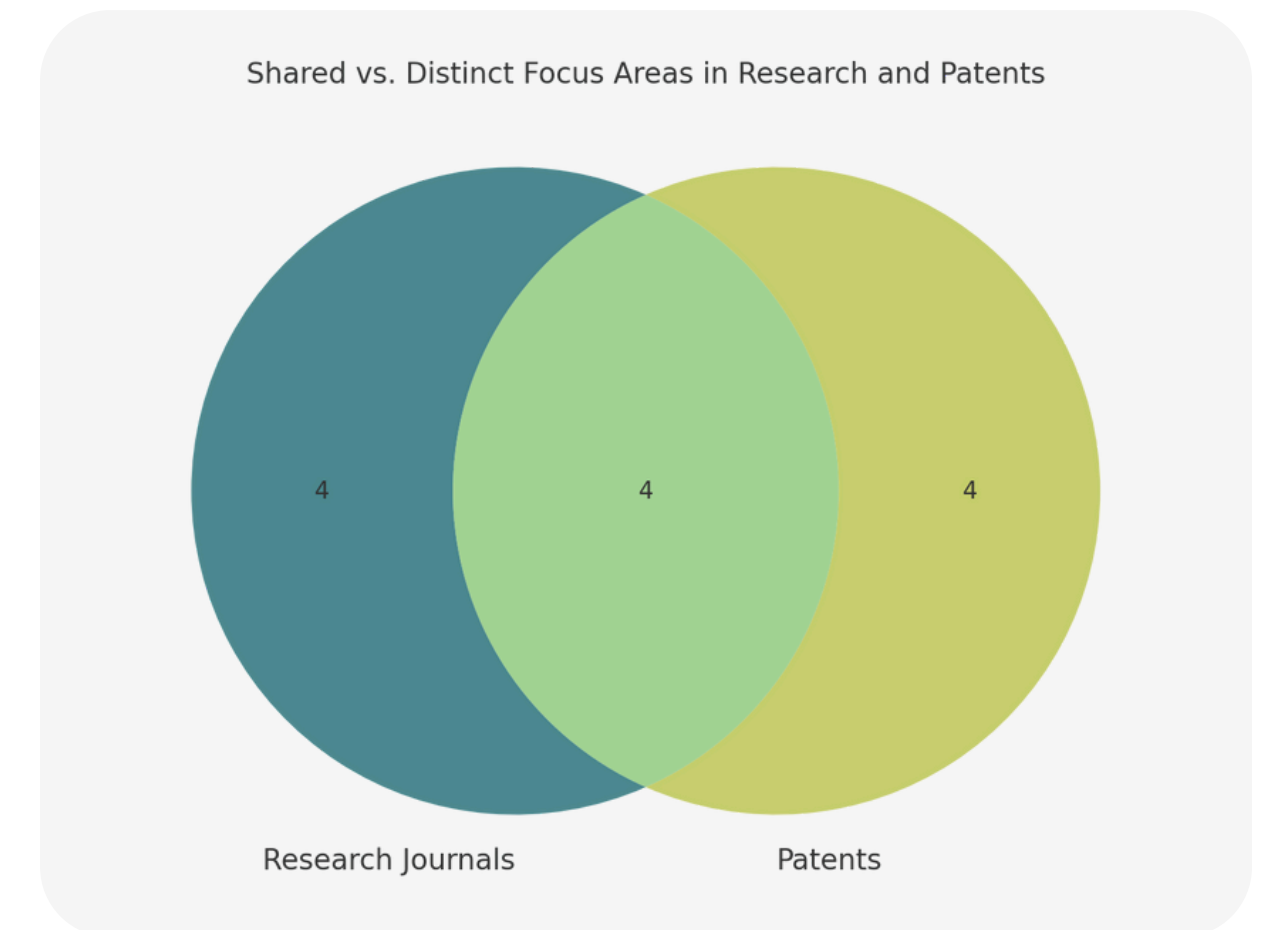 Shared vs. Distinct Focus Areas in Research and Patents
4
4
4
Research Journals
Patents